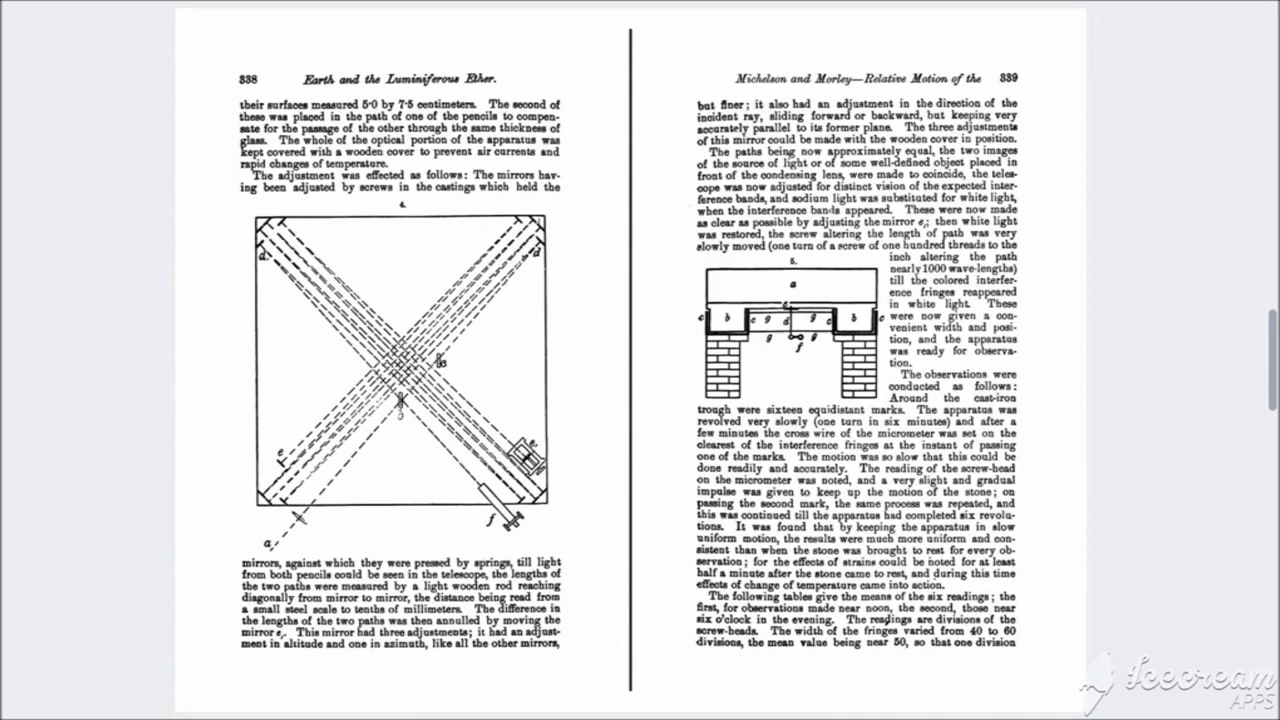 338 Earth and the Luminiferous Ether.
their surfaces measured 5·0 by 7·5 centimeters. The second of
these was placed in the path of one of the pencils to compen-
sate for the passage of the other through the same thickness of
glass. The whole of the optical portion of the apparatus was
kept covered with a wooden cover to prevent air currents and
rapid changes of temperature.
The adjustment was effected as follows: The mirrors hav-
ing been adjusted by screws in the castings which held the
4.
d,
d
e
e,
f
a
mirrors, against which they were pressed by springs, till light
from both pencils could be seen in the telescope, the lengths of
the two paths were measured by a light wooden rod reaching
diagonally from mirror to mirror, the distance being read from
a small steel scale to tenths of millimeters. The difference in
the lengths of the two paths was then annulled by moving the
mirror e,. This mirror had three adjustments; it had an adjust-
ment in altitude and one in azimuth, like all the other mirrors,
Michelson and Morley—Relative Motion of the 339
but finer; it also had an adjustment in the direction of the
incident ray, sliding forward or backward, but keeping very
accurately parallel to its former plane. The three adjustments
of this mirror could be made with the wooden cover in position.
The paths being now approximately equal, the two images
of the source of light or of some well-defined object placed in
front of the condensing lens, were made to coincide, the teles-
cope was now adjusted for distinct vision of the expected inter-
ference bands, and sodium light was substituted for white light,
when the interference bands appeared. These were now made
as clear as possible by adjusting the mirror e,; then white light
was restored, the screw altering the length of path was very
slowly moved (one turn of a screw of one hundred threads to the
inch altering the path
nearly 1000 wave-lengths)
till the colored interfer-
ence fringes reappeared
in white light. These
were now given a con-
venient width and posi-
tion, and the apparatus
was ready for observa-
tion.
5.
a
e
c b c g d g c b c
g g
f
The observations were
conducted as follows:
Around the cast-iron
trough were sixteen equidistant marks. The apparatus was
revolved very slowly (one turn in six minutes) and after a
few minutes the cross wire of the micrometer was set on the
clearest of the interference fringes at the instant of passing
one of the marks. The motion was so slow that this could be
done readily and accurately. The reading of the screw-head
on the micrometer was noted, and a very slight and gradual
impulse was given to keep up the motion of the stone; on
passing the second mark, the same process was repeated, and
this was continued till the apparatus had completed six revolu-
tions. It was found that by keeping the apparatus in slow
uniform motion, the results were much more uniform and con-
sistent than when the stone was brought to rest for every ob-
servation; for the effects of strains could be noted for at least
half a minute after the stone came to rest, and during this time
effects of change of temperature came into action.
The following tables give the means of the six readings; the
first, for observations made near noon, the second, those near
six o'clock in the evening. The readings are divisions of the
screw-heads. The width of the fringes varied from 40 to 60
divisions, the mean value being near 50, so that one division
Icecream
APPS